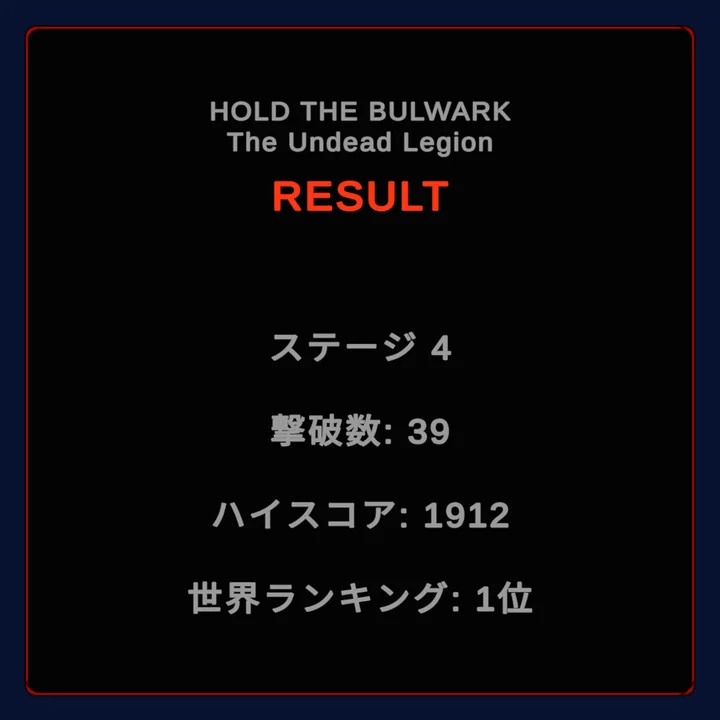 HOLD THE BULWARK
The Undead Legion
RESULT
ステージ 4
撃破数: 39
ハイスコア: 1912
世界ランキング: 1位